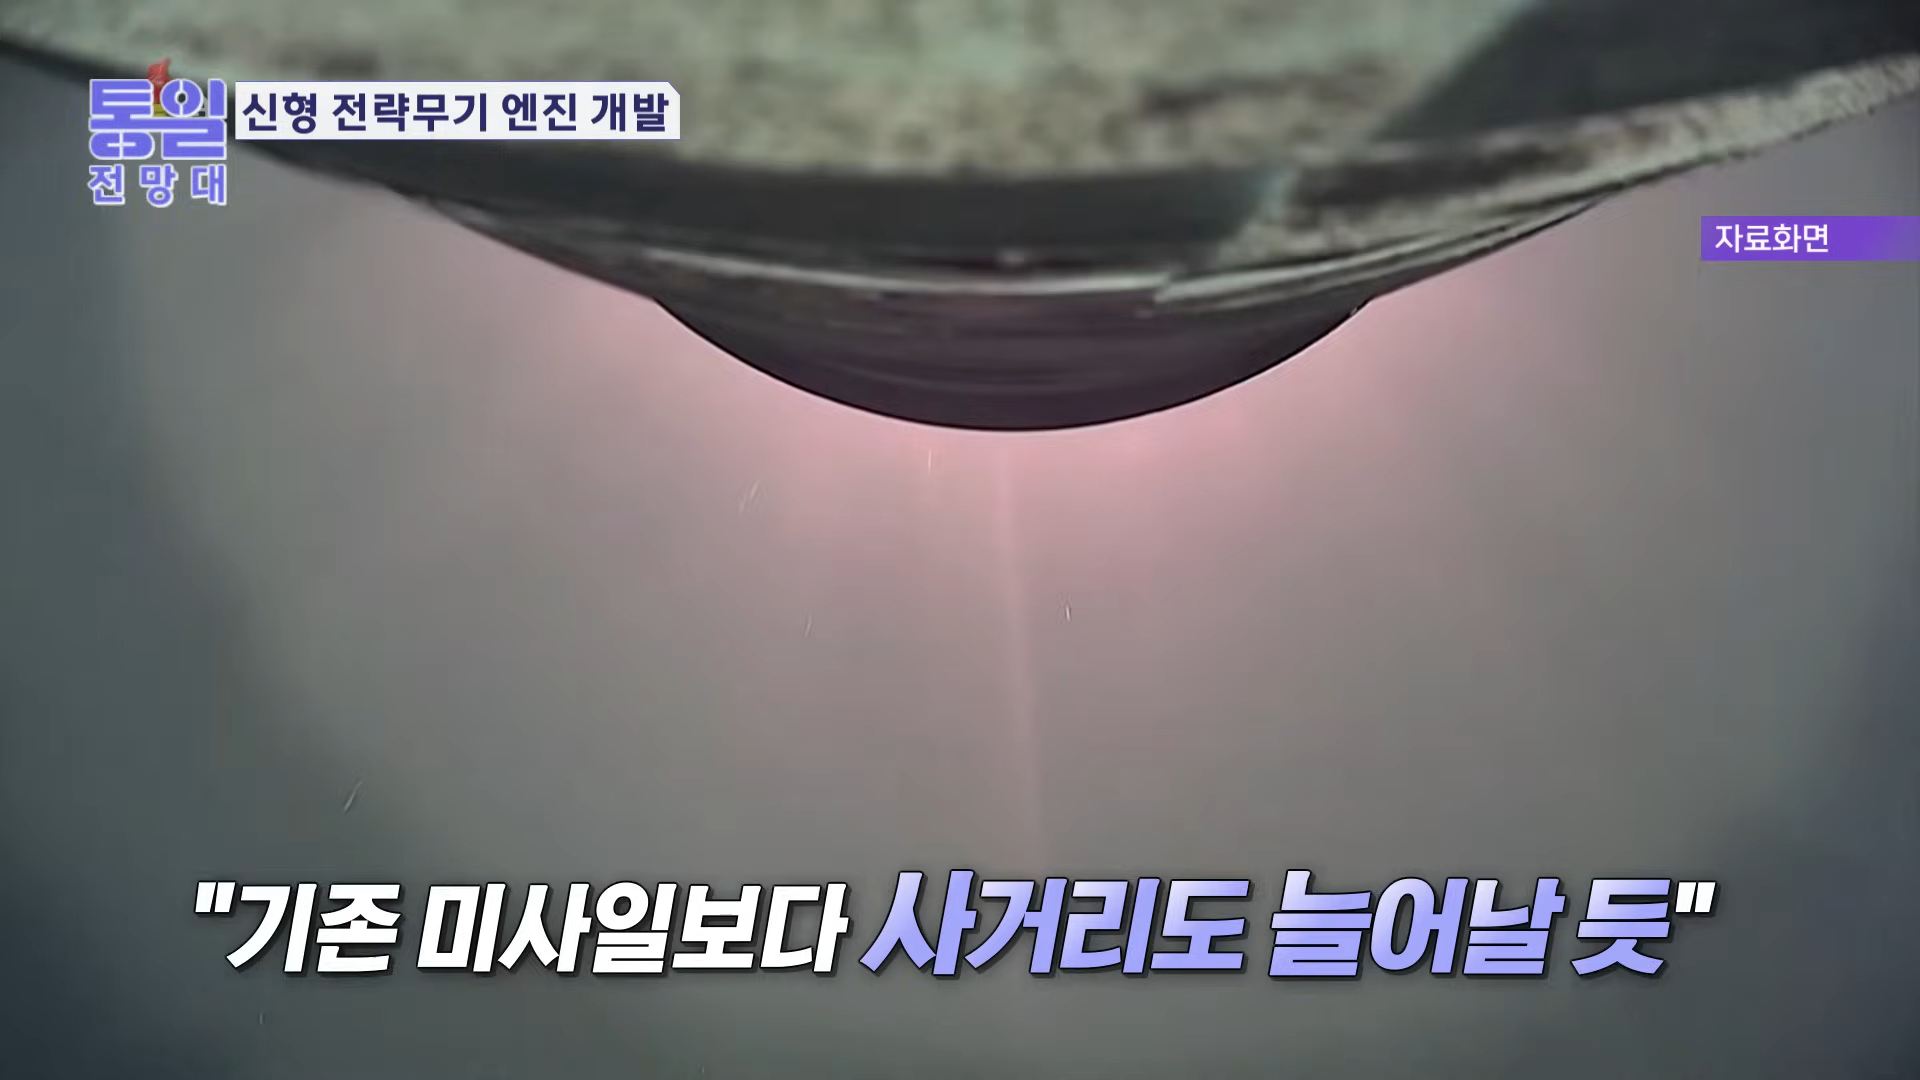 통일
전망대
신형 전략무기 엔진 개발
자료화면
"기존 미사일보다 사거리도 늘어날 듯"